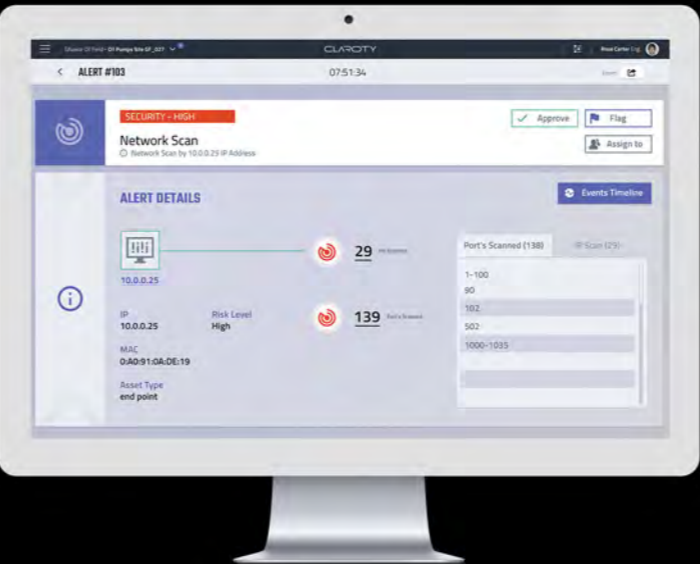 CLAROTY
ALERT #103
07:51:34
SECURITY - HIGH
Network Scan
Network Scan by 10.0.0.25 IP Address
Approve
Flag
Assign to
ALERT DETAILS
Events Timeline
10.0.0.25
29
139
IP
10.0.0.25
Risk Level
High
MAC
0:A0:91:0A:DE:19
Asset Type
end point
Port's Scanned (138)
IP Scan (29)
1-100
90
102
502
1000-1035